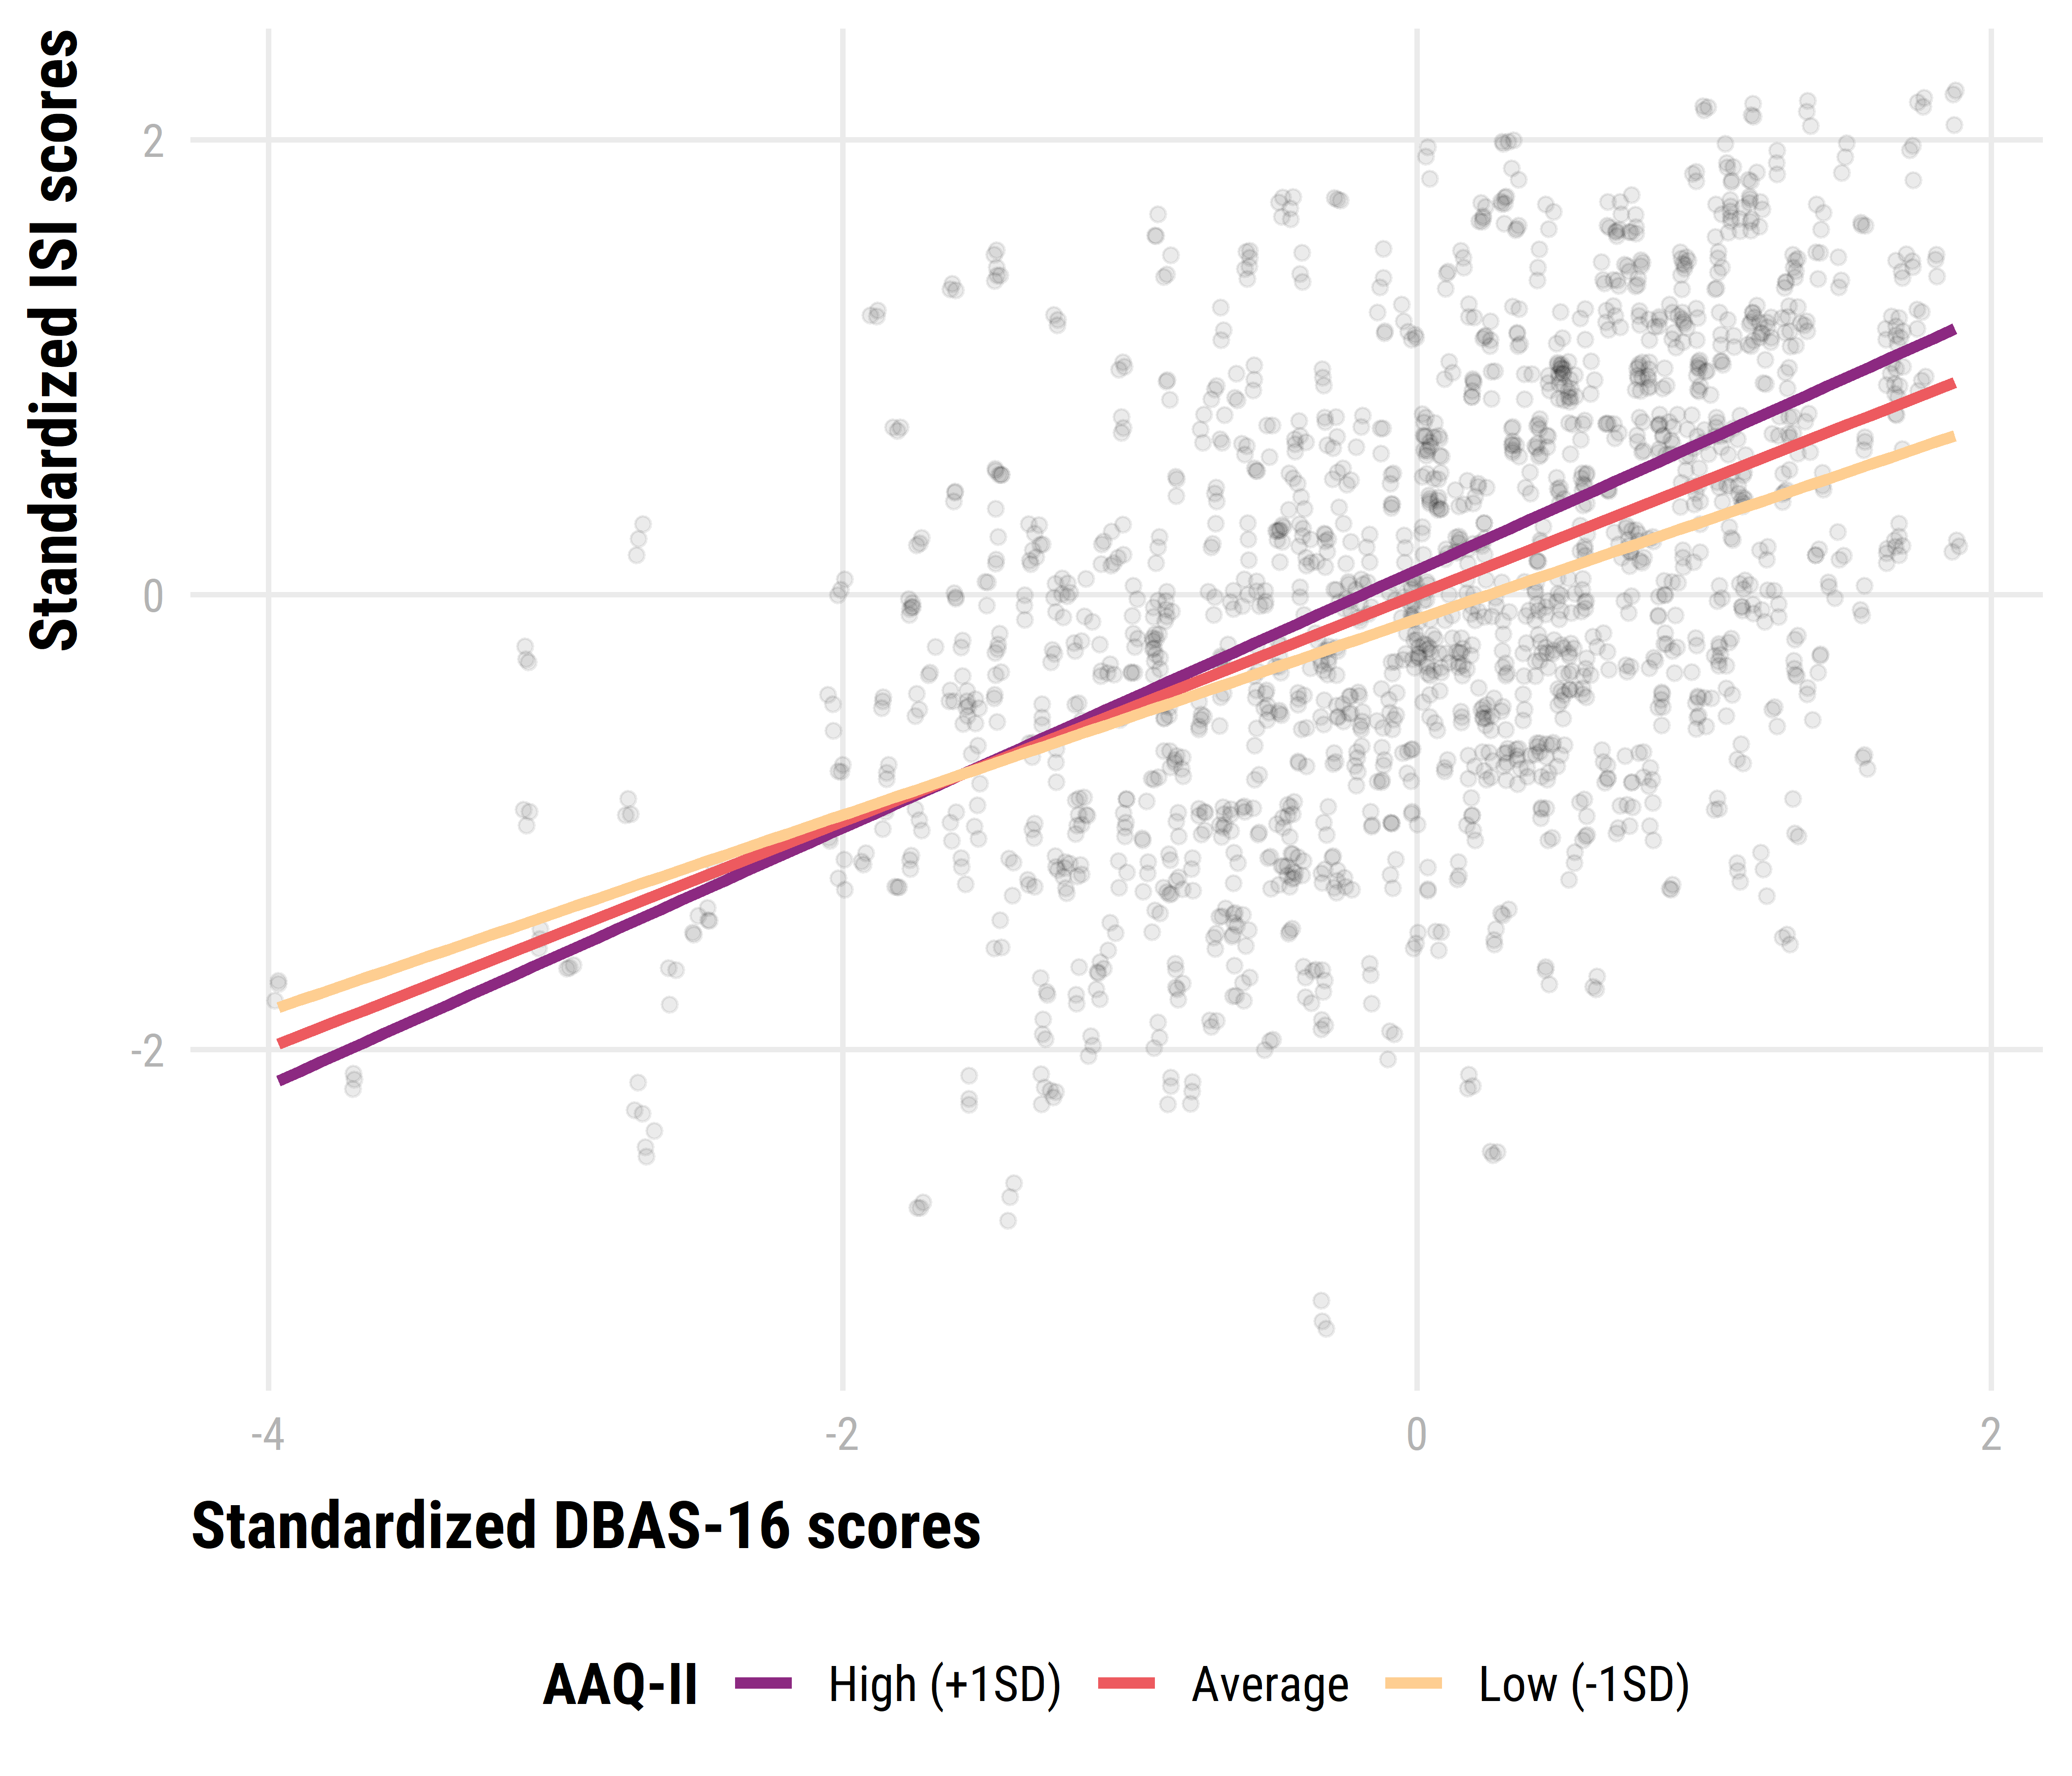 Standardized ISI scores
2
0
-2
-4 -2 0 2
Standardized DBAS-16 scores
AAQ-II High (+1SD) Average Low (-1SD)